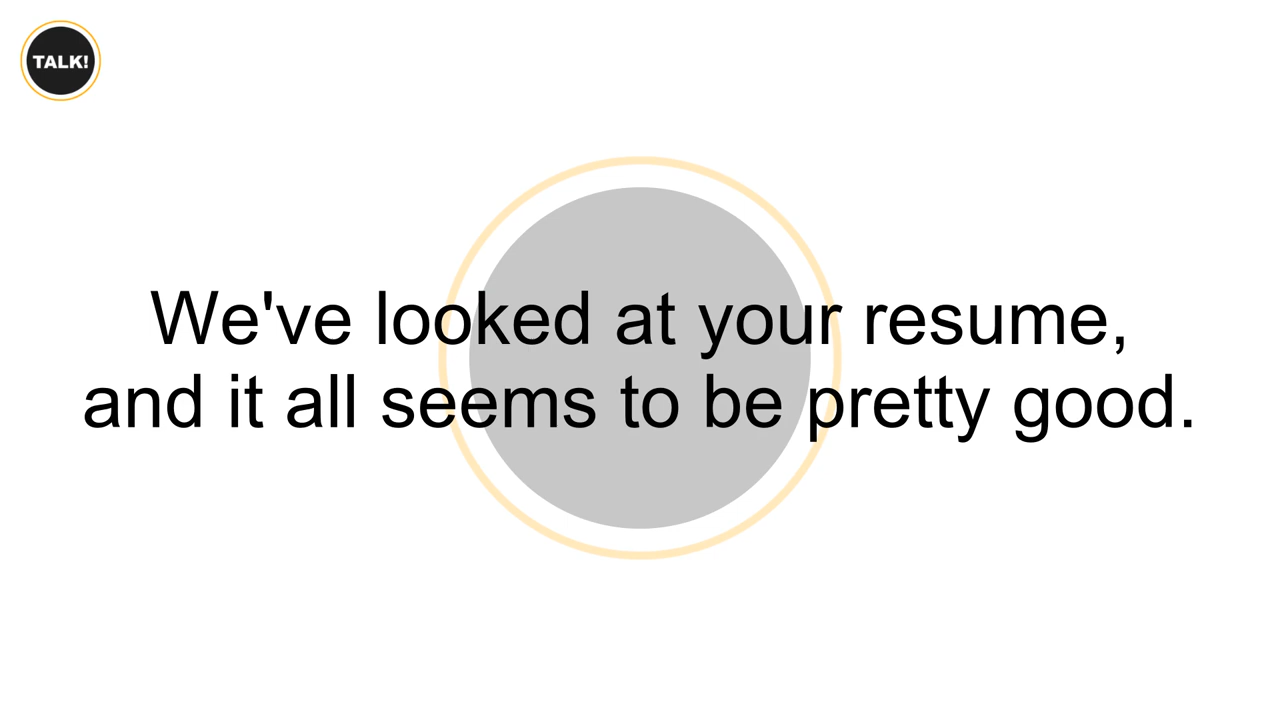 TALK!
We've looked at your resume,
and it all seems to be pretty good.